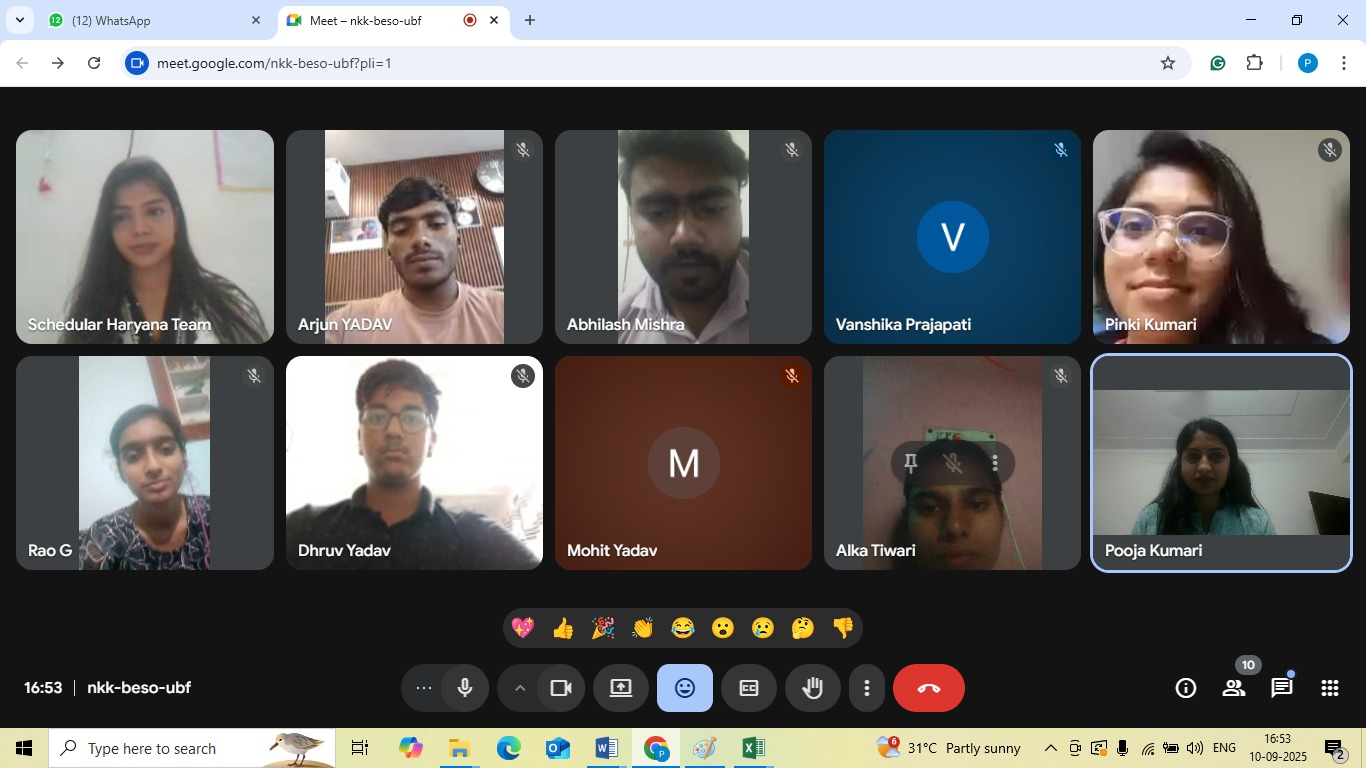 12
(12) WhatsApp
Meet – nkk-beso-ubf
meet.google.com/nkk-beso-ubf?pli=1
P
Schedular Haryana Team
Arjun YADAV
Abhilash Mishra
V
Vanshika Prajapati
Pinki Kumari
Rao G
Dhruv Yadav
M
Mohit Yadav
Alka Tiwari
Pooja Kumari
16:53 | nkk-beso-ubf
CC
10
Type here to search
6
31°C Partly sunny
ENG
16:53
10-09-2025
2